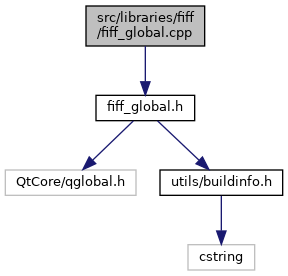 src/libraries/fiff
/fiff_global.cpp
fiff_global.h
QtCore/qglobal.h
utils/buildinfo.h
cstring